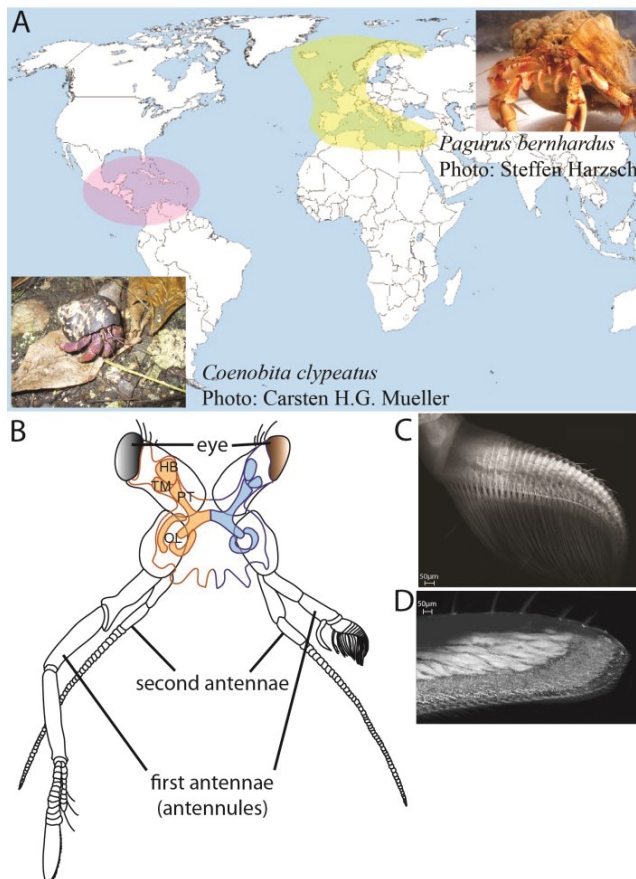 A
Pagurus bernhardus
Photo: Steffen Harzsch
Coenobita clypeatus
Photo: Carsten H.G. Mueller
B
eye
HB
TM
PT
OL
second antennae
first antennae
(antennules)
C
50µm
D
50µm